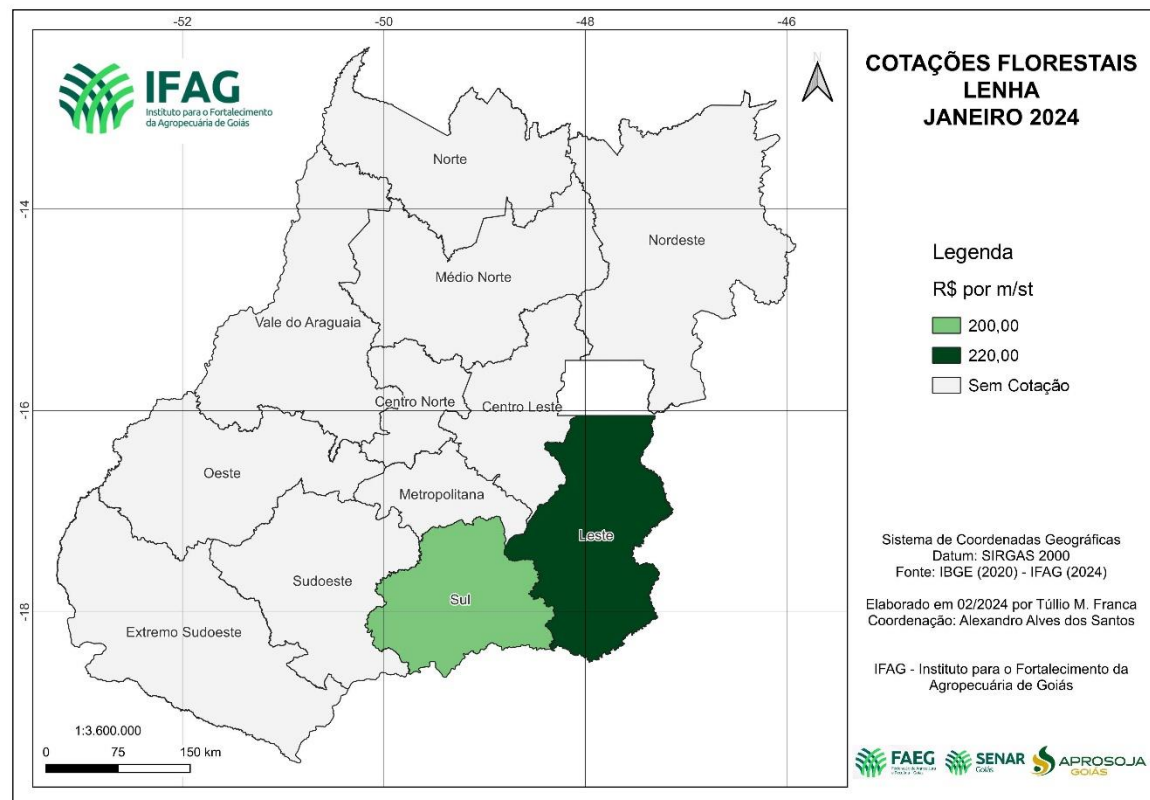 -52
-50
-48
-46
IFAG
Instituto para o Fortalecimento
da Agropecuária de Goiás
N
COTAÇÕES FLORESTAIS
LENHA
JANEIRO 2024
Norte
-14
Nordeste
Médio Norte
Legenda
R$ por m/st
Vale do Araguaia
200,00
220,00
Sem Cotação
Centro Norte
Centro Leste
-16
Oeste
Metropolitana
Leste
Sistema de Coordenadas Geográficas
Datum: SIRGAS 2000
Fonte: IBGE (2020) - IFAG (2024)
Sudoeste
Sul
-18
Elaborado em 02/2024 por Túllio M. Franca
Coordenação: Alexandro Alves dos Santos
Extremo Sudoeste
IFAG - Instituto para o Fortalecimento da
Agropecuária de Goiás
1:3.600.000
0 75 150 km
FAEG
SENAR
Goiás
APROSOJA
GOIÁS